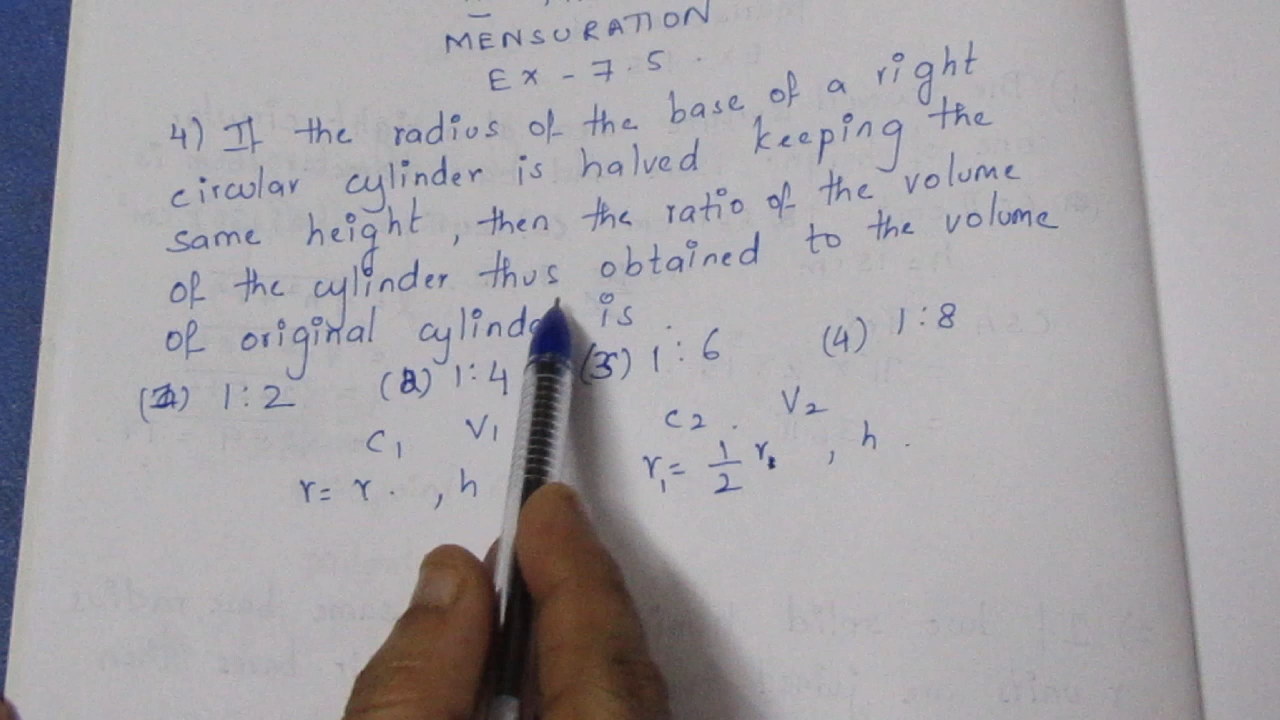 MENSURATION
Ex - 7.5
4) If the radius of the base of a right
circular cylinder is halved keeping the
same height, then the ratio of the volume
of the cylinder thus obtained to the volume
of original cylinder is
(1) 1:2 (2) 1:4 (3) 1:6 (4) 1:8
C1 V1 C2 . V2
r = r . , h r1 = 1/2 r , h .